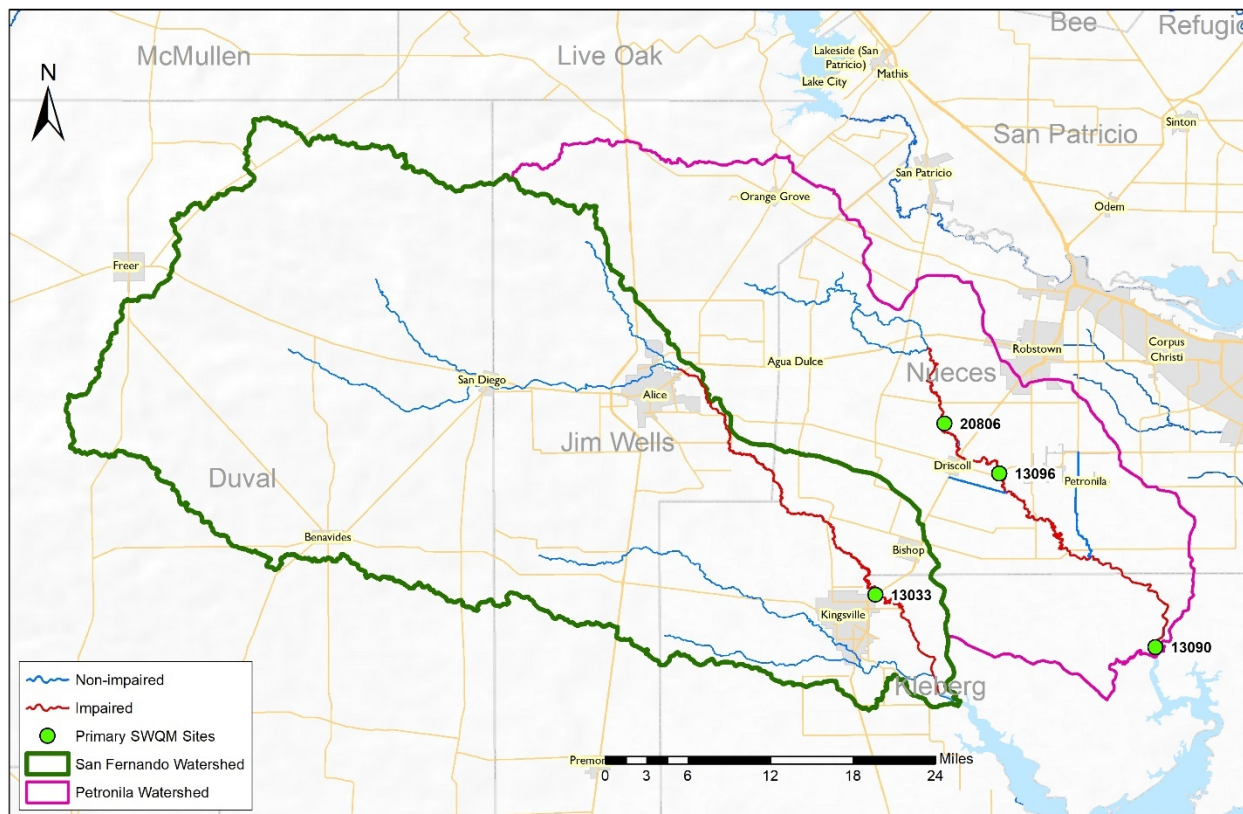 McMullen
Live Oak
Bee
Refugio
N
Lakeside (San
Patricio)
Mathis
Lake City
Sinton
San Patricio
San Patricio
Orange Grove
Odem
Freer
Robstown
Corpus
Christi
Agua Dulce
Nueces
San Diego
Alice
Jim Wells
20806
Driscoll
13096
Petronila
Duval
Benavides
Bishop
13033
Kingsville
13090
Kleberg
Non-impaired
Impaired
Primary SWQM Sites
San Fernando Watershed
Petronila Watershed
Premon
Miles
0 3 6 12 18 24